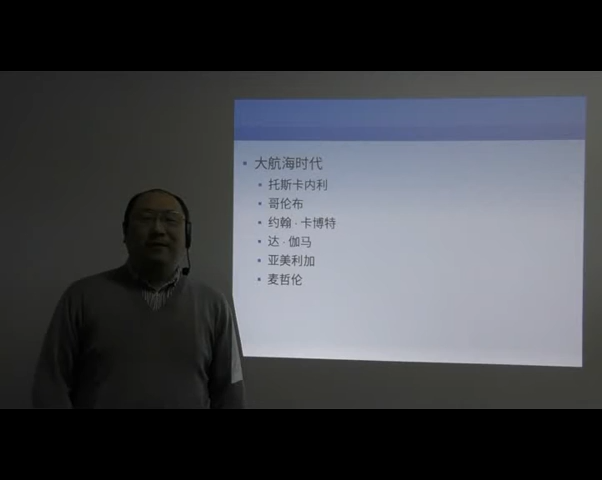 大航海时代
托斯卡内利
哥伦布
约翰·卡博特
达·伽马
亚美利加
麦哲伦